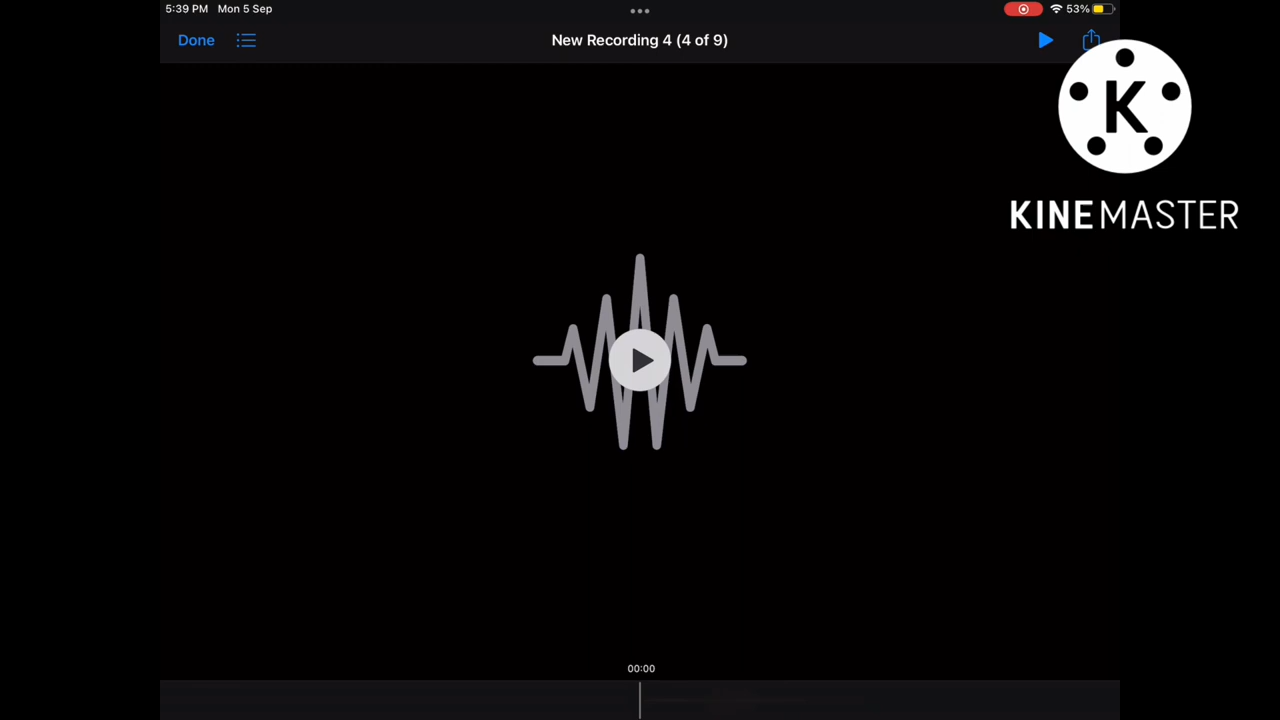 5:39 PM Mon 5 Sep
53%
Done
New Recording 4 (4 of 9)
K
KINEMASTER
00:00